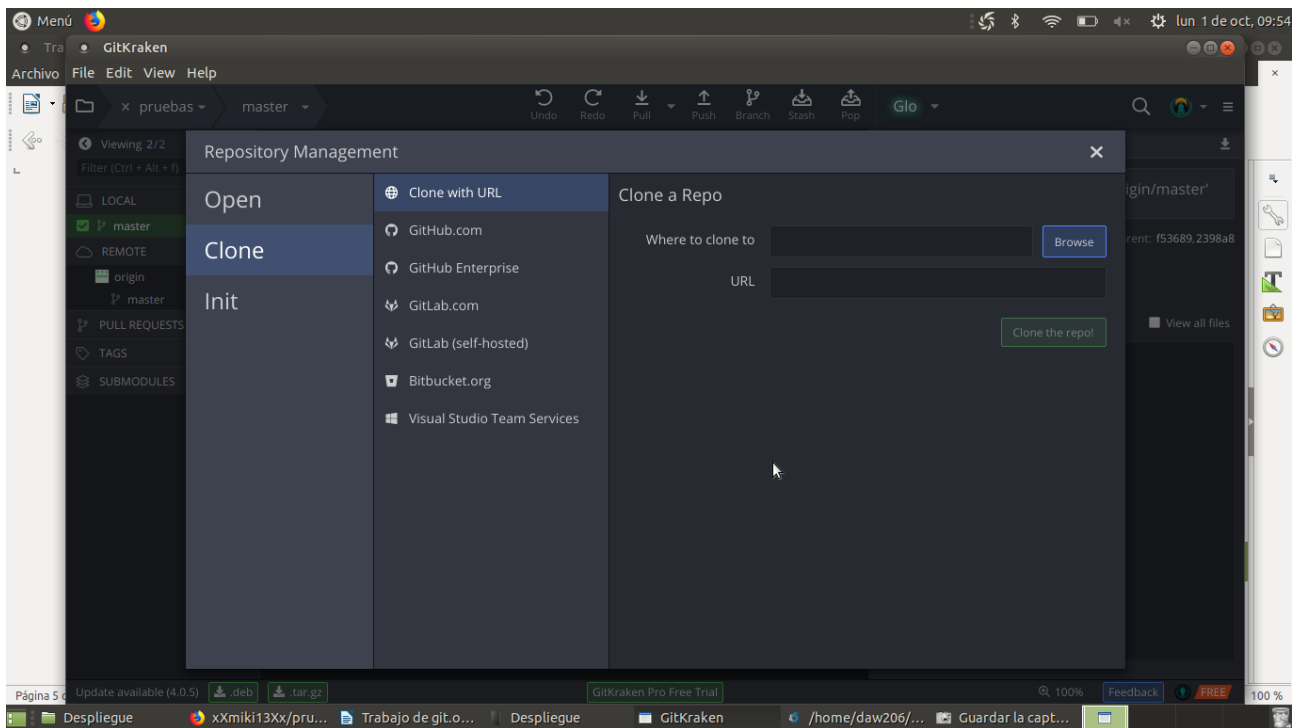 Menú
lun 1 de oct, 09:54
Tra
GitKraken
Archivo
File Edit View Help
pruebas
master
Undo
Redo
Pull
Push
Branch
Stash
Pop
Glo
Viewing 2/2
Filter (Ctrl + Alt + f)
LOCAL
master
REMOTE
origin
master
PULL REQUESTS
TAGS
SUBMODULES
Repository Management
Open
Clone
Init
Clone with URL
GitHub.com
GitHub Enterprise
GitLab.com
GitLab (self-hosted)
Bitbucket.org
Visual Studio Team Services
Clone a Repo
Where to clone to
Browse
URL
Clone the repo!
igin/master'
rent: f53689,2398a8
View all files
Página 5
Update available (4.0.5)
.deb
.tar.gz
GitKraken Pro Free Trial
100%
Feedback
FREE
100 %
Despliegue
xXmiki13Xx/pru...
Trabajo de git.o...
Despliegue
GitKraken
/home/daw206/...
Guardar la capt...